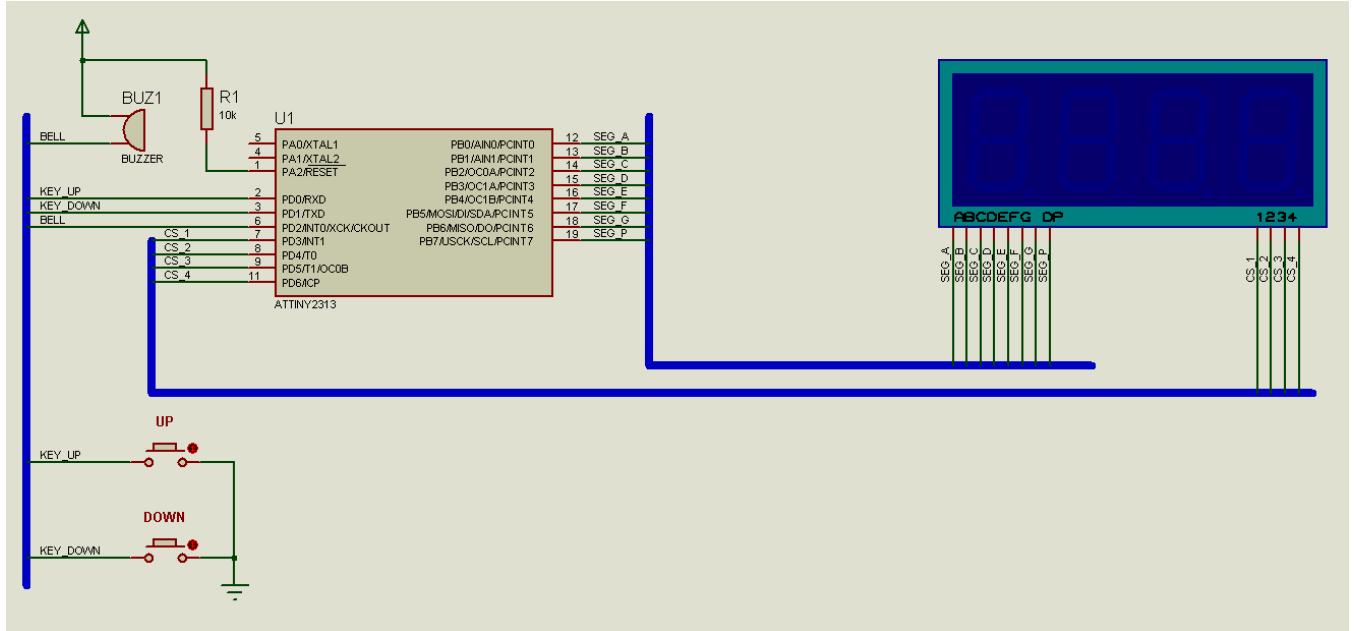 BUZ1
BUZZER
BELL
R1
10k
U1
5 PA0/XTAL1
4 PA1/XTAL2
1 PA2/RESET
KEY_UP 2 PD0/RXD
KEY_DOWN 3 PD1/TXD
BELL 6 PD2/INT0/XCK/CKOUT
CS_1 7 PD3/INT1
CS_2 8 PD4/T0
CS_3 9 PD5/T1/OC0B
CS_4 11 PD6/ICP
PB0/AIN0/PCINT0 12 SEG_A
PB1/AIN1/PCINT1 13 SEG_B
PB2/OC0A/PCINT2 14 SEG_C
PB3/OC1A/PCINT3 15 SEG_D
PB4/OC1B/PCINT4 16 SEG_E
PB5/MOSI/DI/SDA/PCINT5 17 SEG_F
PB6/MISO/DO/PCINT6 18 SEG_G
PB7/USCK/SCL/PCINT7 19 SEG_P
ATTINY2313
ABCDEFG DP
1234
SEG_A
SEG_B
SEG_C
SEG_D
SEG_E
SEG_F
SEG_G
SEG_P
CS_1
CS_2
CS_3
CS_4
UP
KEY_UP
DOWN
KEY_DOWN